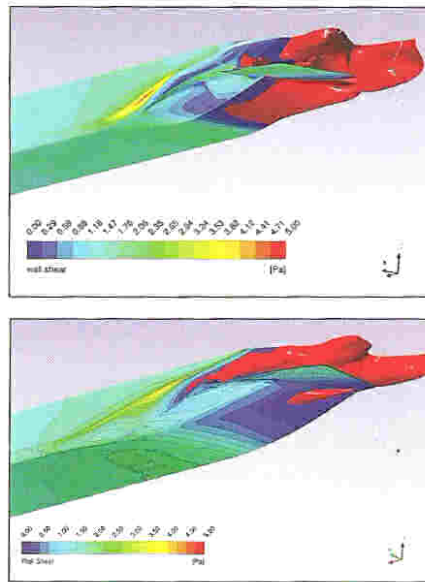 0.00 0.29 0.59 0.88 1.18 1.47 1.76 2.06 2.35 2.65 2.94 3.24 3.53 3.82 4.12 4.41 4.71 5.00
wall shear [Pa]
0.00 0.50 1.00 1.50 2.00 2.50 3.00 3.50 4.00 4.50 5.00
Wall Shear [Pa]